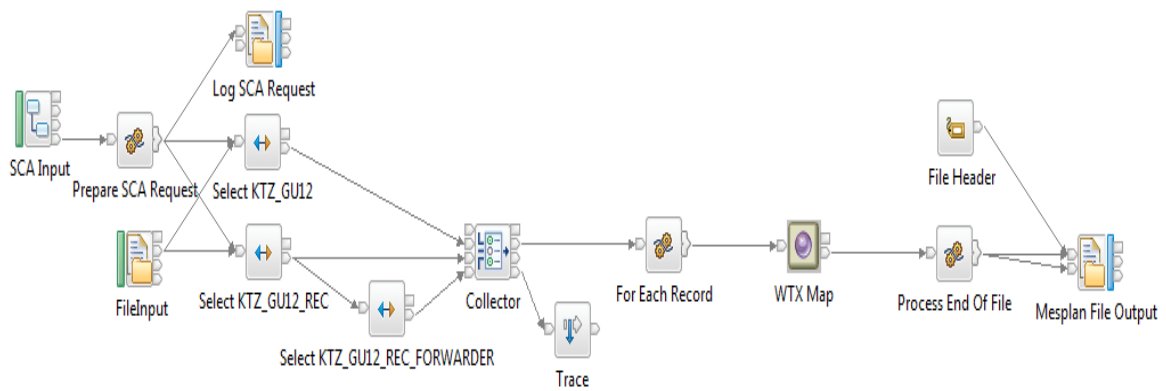 Log SCA Request
SCA Input
Prepare SCA Request
Select KTZ_GU12
File Header
FileInput
Select KTZ_GU12_REC
Collector
For Each Record
WTX Map
Process End Of File
Mesplan File Output
Select KTZ_GU12_REC_FORWARDER
Trace